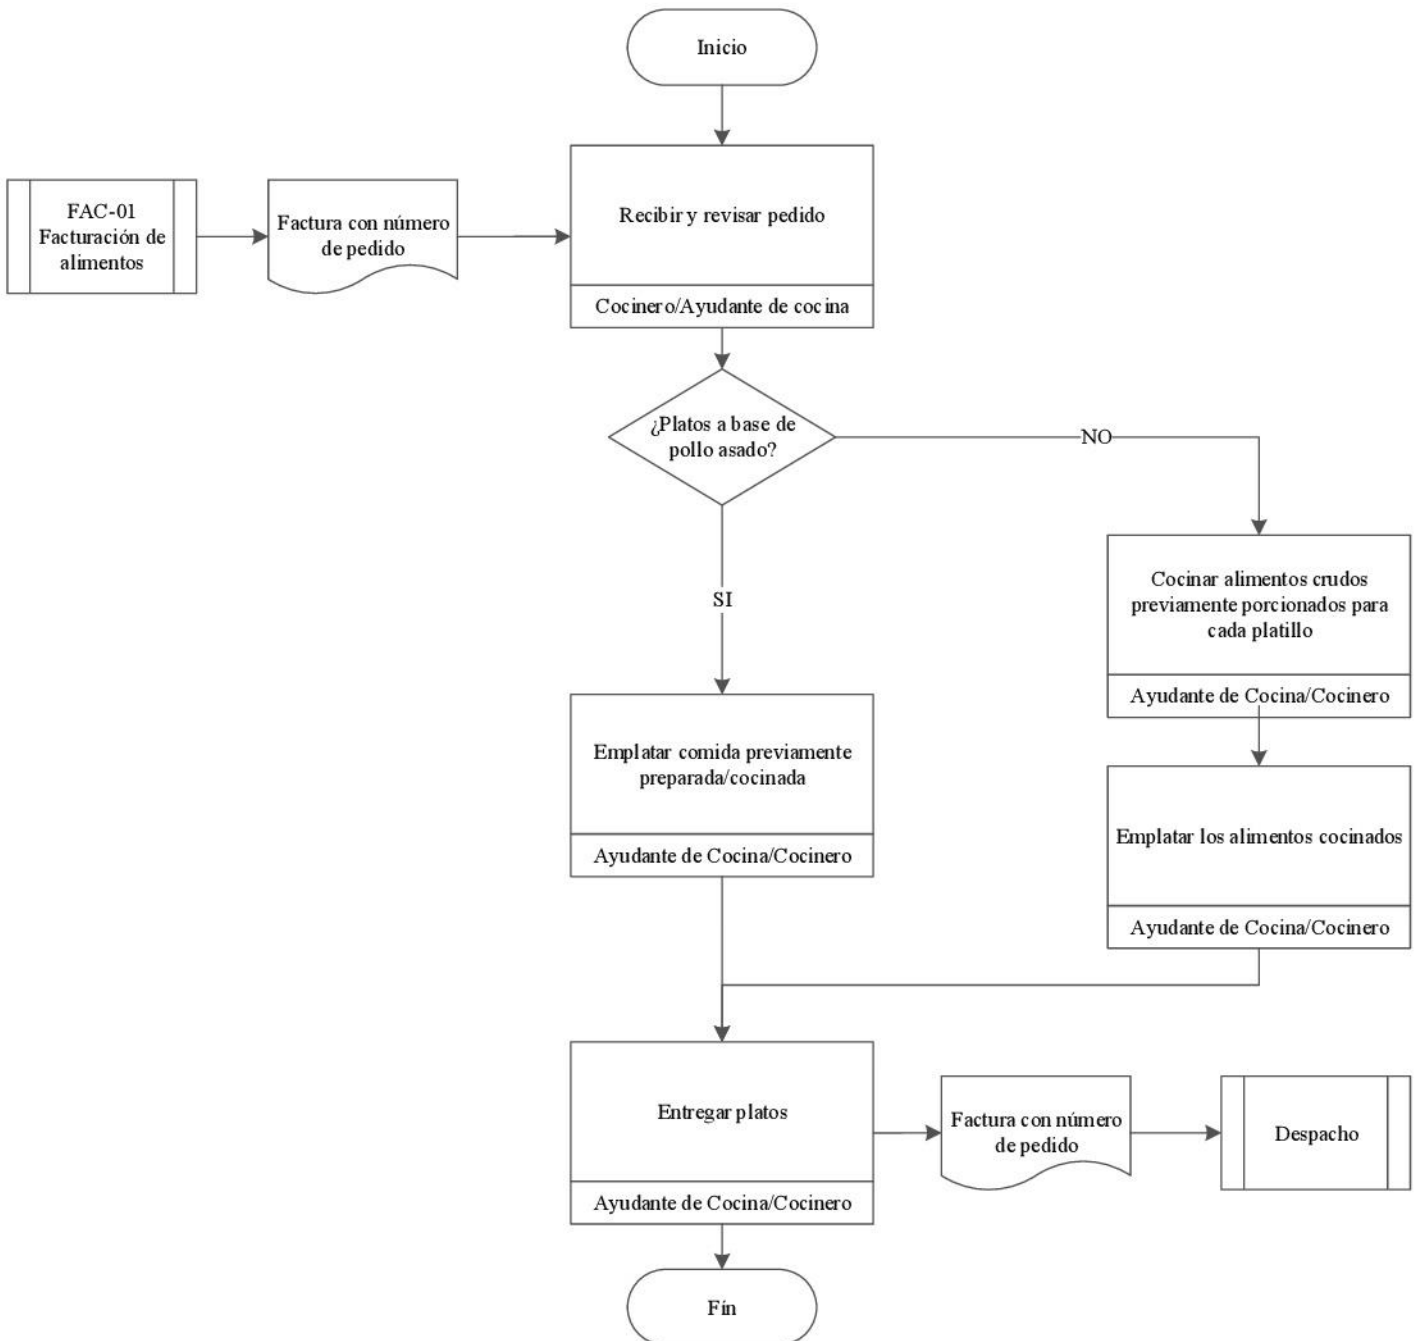 Inicio
FAC-01
Facturación de
alimentos
Factura con número
de pedido
Recibir y revisar pedido
Cocinero/Ayudante de cocina
¿Platos a base de
pollo asado?
NO
SI
Cocinar alimentos crudos
previamente porcionados para
cada platillo
Ayudante de Cocina/Cocinero
Emplatar comida previamente
preparada/cocinada
Ayudante de Cocina/Cocinero
Emplatar los alimentos cocinados
Ayudante de Cocina/Cocinero
Entregar platos
Ayudante de Cocina/Cocinero
Factura con número
de pedido
Despacho
Fín